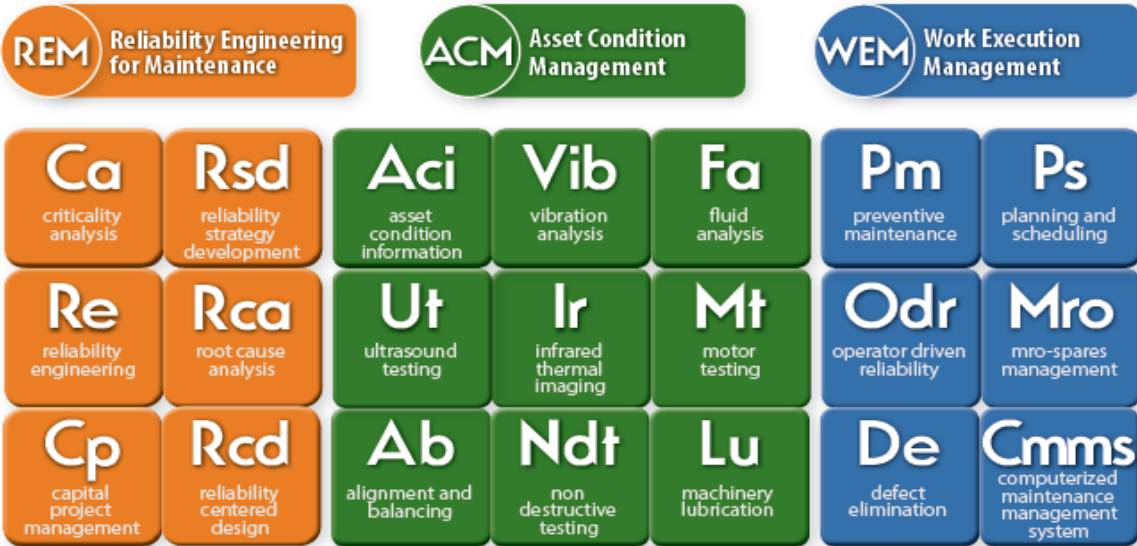 REM
Reliability Engineering
for Maintenance
ACM
Asset Condition
Management
WEM
Work Execution
Management
Ca
criticality
analysis
Rsd
reliability
strategy
development
Aci
asset
condition
information
Vib
vibration
analysis
Fa
fluid
analysis
Pm
preventive
maintenance
Ps
planning and
scheduling
Re
reliability
engineering
Rca
root cause
analysis
Ut
ultrasound
testing
Ir
infrared
thermal
imaging
Mt
motor
testing
Odr
operator driven
reliability
Mro
mro-spares
management
Cp
capital
project
management
Rcd
reliability
centered
design
Ab
alignment and
balancing
Ndt
non
destructive
testing
Lu
machinery
lubrication
De
defect
elimination
Cmms
computerized
maintenance
management
system